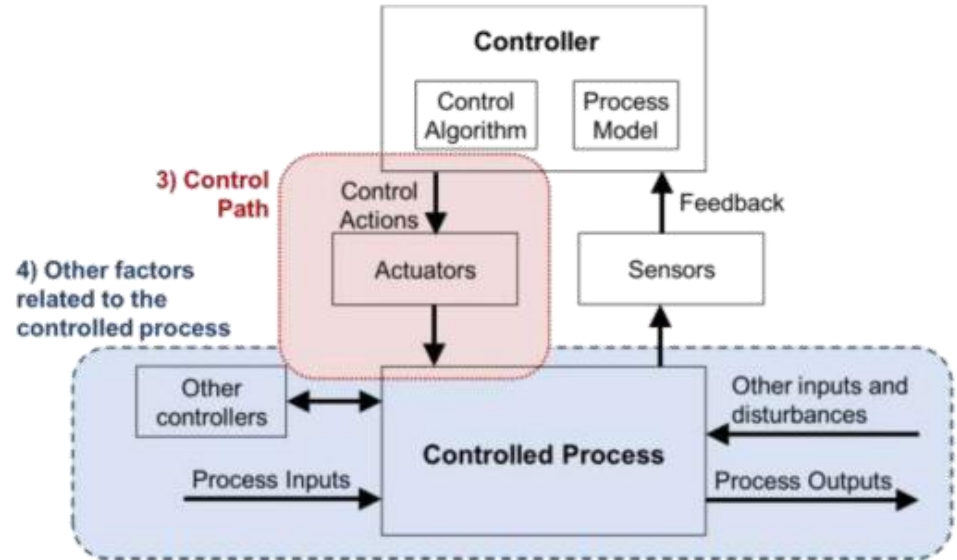 Controller
Control
Algorithm
Process
Model
3) Control
Path
Control
Actions
Feedback
Actuators
Sensors
4) Other factors
related to the
controlled process
Other
controllers
Other inputs and
disturbances
Controlled Process
Process Inputs
Process Outputs